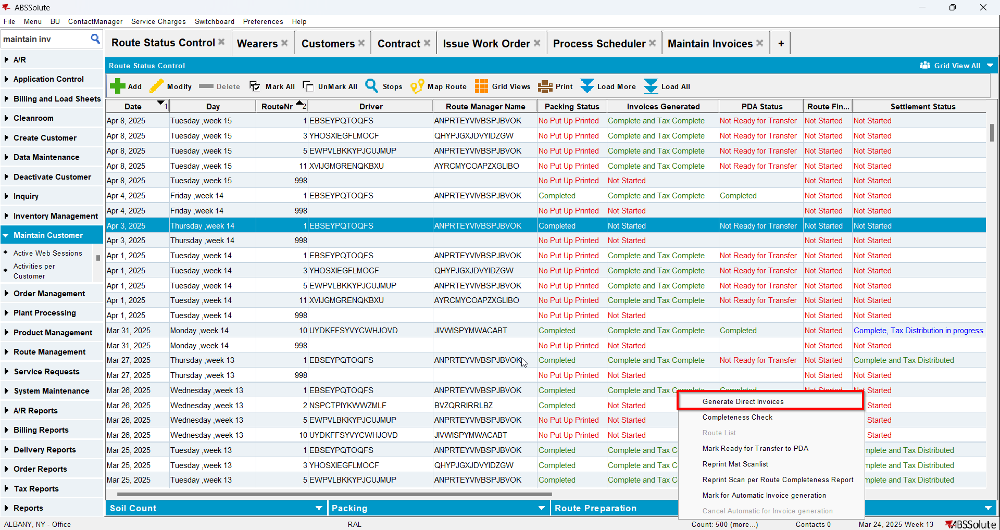 ABSSolute
File Menu BU ContactManager Service Charges Switchboard Preferences Help
maintain inv
Route Status Control Wearers Customers Contract Issue Work Order Process Scheduler Maintain Invoices +
Route Status Control Grid View All
Add Modify Delete Mark All UnMark All Stops Map Route Grid Views Print Load More Load All
A/R
Application Control
Billing and Load Sheets
Cleanroom
Create Customer
Data Maintenance
Deactivate Customer
Inquiry
Inventory Management
Maintain Customer
Active Web Sessions
Activities per
Customer
Order Management
Plant Processing
Product Management
Route Management
Service Requests
System Maintenance
A/R Reports
Billing Reports
Delivery Reports
Order Reports
Tax Reports
Reports
Date 1 Day RouteNr 2 Driver Route Manager Name Packing Status Invoices Generated PDA Status Route Fin... Settlement Status
Apr 8, 2025 Tuesday ,week 15 1 EBSEYPQTOQFS ANPRTEYVIVBSPJBVOK No Put Up Printed Complete and Tax Complete Not Ready for Transfer Not Started Not Started
Apr 8, 2025 Tuesday ,week 15 3 YHOSXIEGFLMOCF QHYPJGXJDVYIDZGW No Put Up Printed Complete and Tax Complete Not Ready for Transfer Not Started Not Started
Apr 8, 2025 Tuesday ,week 15 5 EWPVLBKKYPJCUJMUP ANPRTEYVIVBSPJBVOK No Put Up Printed Complete and Tax Complete Not Ready for Transfer Not Started Not Started
Apr 8, 2025 Tuesday ,week 15 11 XVIJGMGRENQKBXU AYRCMYCOAPZXGLIBO No Put Up Printed Complete and Tax Complete Not Ready for Transfer Not Started Not Started
Apr 8, 2025 Tuesday ,week 15 998 No Put Up Printed Not Started Not Started Not Started
Apr 4, 2025 Friday ,week 14 1 EBSEYPQTOQFS ANPRTEYVIVBSPJBVOK Completed Complete and Tax Complete Completed Not Started Not Started
Apr 4, 2025 Friday ,week 14 998 No Put Up Printed Not Started Not Started Not Started
Apr 3, 2025 Thursday ,week 14 1 EBSEYPQTOQFS ANPRTEYVIVBSPJBVOK Completed Not Started Not Ready for Transfer Not Started Not Started
Apr 3, 2025 Thursday ,week 14 998 No Put Up Printed Not Started Not Started Not Started
Apr 1, 2025 Tuesday ,week 14 1 EBSEYPQTOQFS ANPRTEYVIVBSPJBVOK No Put Up Printed Complete and Tax Complete Not Ready for Transfer Not Started Not Started
Apr 1, 2025 Tuesday ,week 14 3 YHOSXIEGFLMOCF QHYPJGXJDVYIDZGW No Put Up Printed Complete and Tax Complete Not Ready for Transfer Not Started Not Started
Apr 1, 2025 Tuesday ,week 14 5 EWPVLBKKYPJCUJMUP ANPRTEYVIVBSPJBVOK No Put Up Printed Complete and Tax Complete Not Ready for Transfer Not Started Not Started
Apr 1, 2025 Tuesday ,week 14 11 XVIJGMGRENQKBXU AYRCMYCOAPZXGLIBO No Put Up Printed Complete and Tax Complete Not Ready for Transfer Not Started Not Started
Apr 1, 2025 Tuesday ,week 14 998 No Put Up Printed Not Started Not Started Not Started
Mar 31, 2025 Monday ,week 14 10 UYDKFFSYVYCWHJOVD JIVWISPYMWACABT Completed Complete and Tax Complete Completed Not Started Complete, Tax Distribution in progress
Mar 31, 2025 Monday ,week 14 998 No Put Up Printed Not Started Not Started Not Started
Mar 27, 2025 Thursday ,week 13 1 EBSEYPQTOQFS ANPRTEYVIVBSPJBVOK Completed Complete and Tax Complete Not Ready for Transfer Not Started Complete and Tax Distributed
Mar 27, 2025 Thursday ,week 13 998 No Put Up Printed Not Started Not Started Not Started
Mar 26, 2025 Wednesday ,week 13 1 EBSEYPQTOQFS ANPRTEYVIVBSPJBVOK Completed Complete and Tax Complete Completed Not Started Not Started
Mar 26, 2025 Wednesday ,week 13 2 NSPCTPIYKWWZMLF BVZQRRIRRLBZ Completed Not Started Started
Mar 26, 2025 Wednesday ,week 13 5 EWPVLBKKYPJCUJMUP ANPRTEYVIVBSPJBVOK No Put Up Printed Not Started Started
Mar 26, 2025 Wednesday ,week 13 10 UYDKFFSYVYCWHJOVD JIVWISPYMWACABT No Put Up Printed Not Started Started
Mar 25, 2025 Tuesday ,week 13 1 EBSEYPQTOQFS ANPRTEYVIVBSPJBVOK Completed Complete and Tax C mplete and Tax Distributed
Mar 25, 2025 Tuesday ,week 13 3 YHOSXIEGFLMOCF QHYPJGXJDVYIDZGW Completed Complete and Tax C mplete and Tax Distributed
Mar 25, 2025 Tuesday ,week 13 5 EWPVLBKKYPJCUJMUP ANPRTEYVIVBSPJBVOK Completed Complete and Tax C mplete and Tax Distributed
Generate Direct Invoices
Completeness Check
Route List
Mark Ready for Transfer to PDA
Reprint Mat Scanlist
Reprint Scan per Route Completeness Report
Mark for Automatic Invoice generation
Cancel Automatic for Invoice generation
Soil Count Packing Route Preparation
ALBANY, NY - Office RAL Count: 500 (more...) Contacts 0 Mar 24, 2025 Week 13 ABSSolute